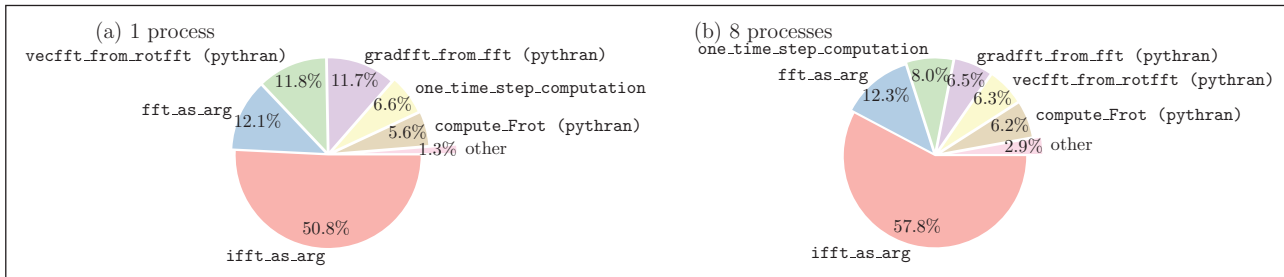 (a) 1 process
vecfft_from_rotfft (pythran)
gradfft_from_fft (pythran)
11.8%
11.7%
one_time_step_computation
6.6%
fft_as_arg
12.1%
5.6%
compute_Frot (pythran)
1.3%
other
50.8%
ifft_as_arg
(b) 8 processes
one_time_step_computation
gradfft_from_fft (pythran)
fft_as_arg
8.0%
6.5%
vecfft_from_rotfft (pythran)
12.3%
6.3%
compute_Frot (pythran)
6.2%
2.9%
other
57.8%
ifft_as_arg